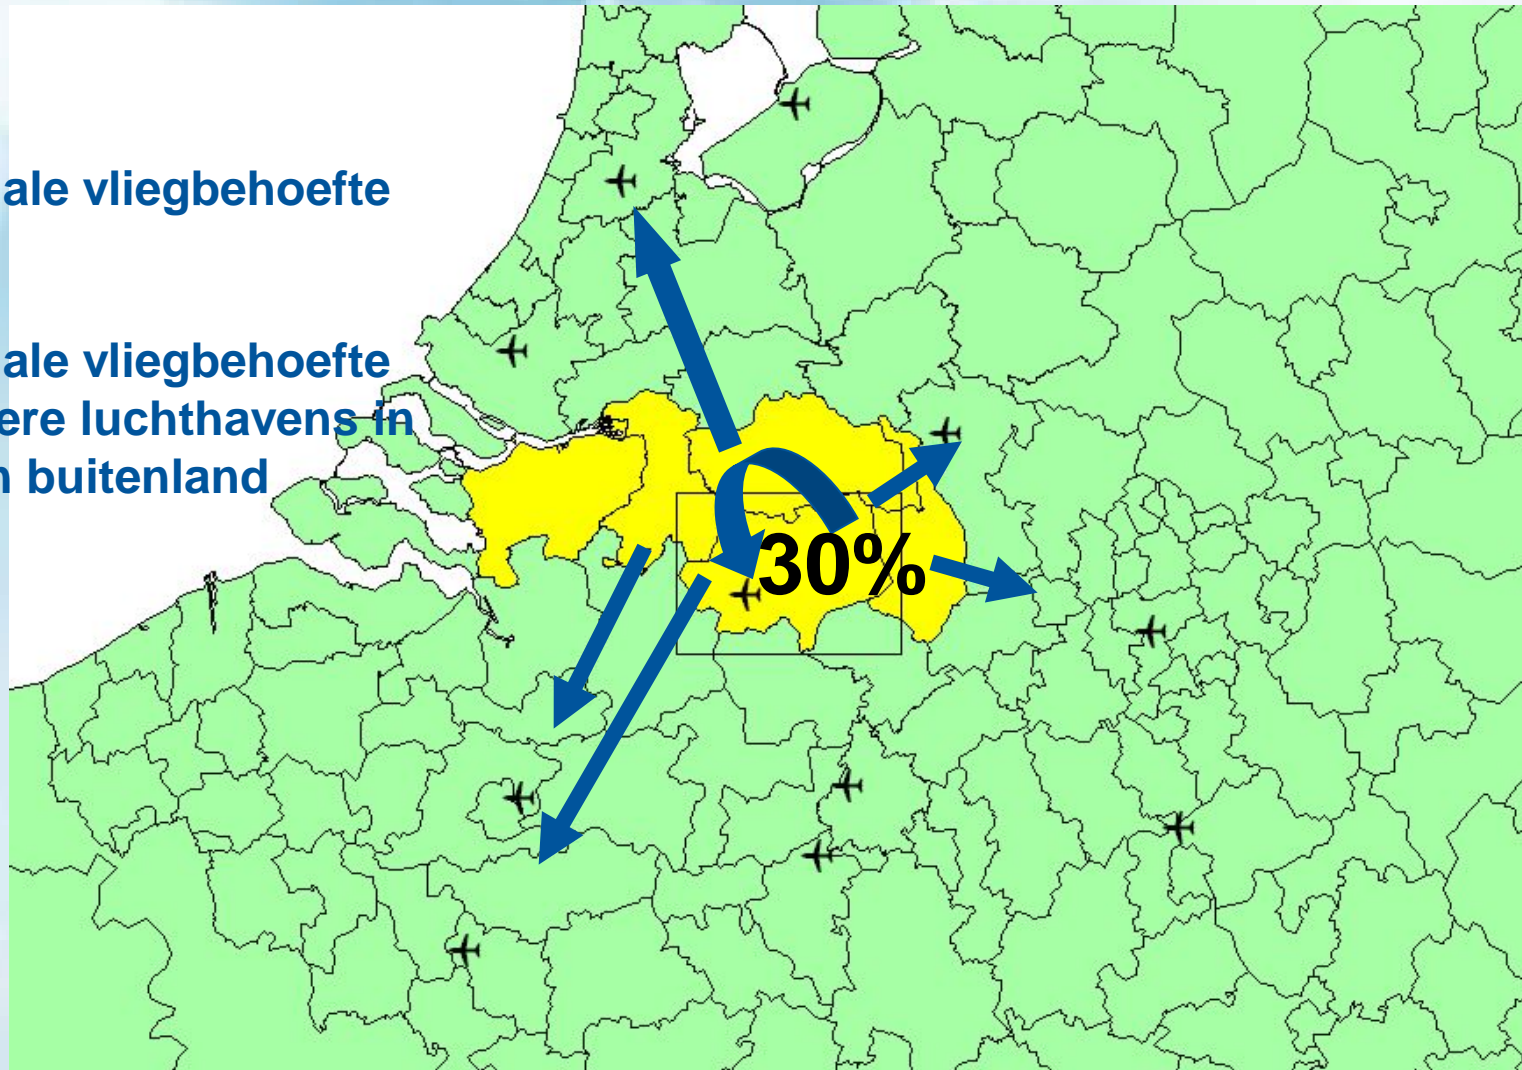 ale vliegbehoefte
ale vliegbehoefte
ere luchthavens in
buitenland
30%